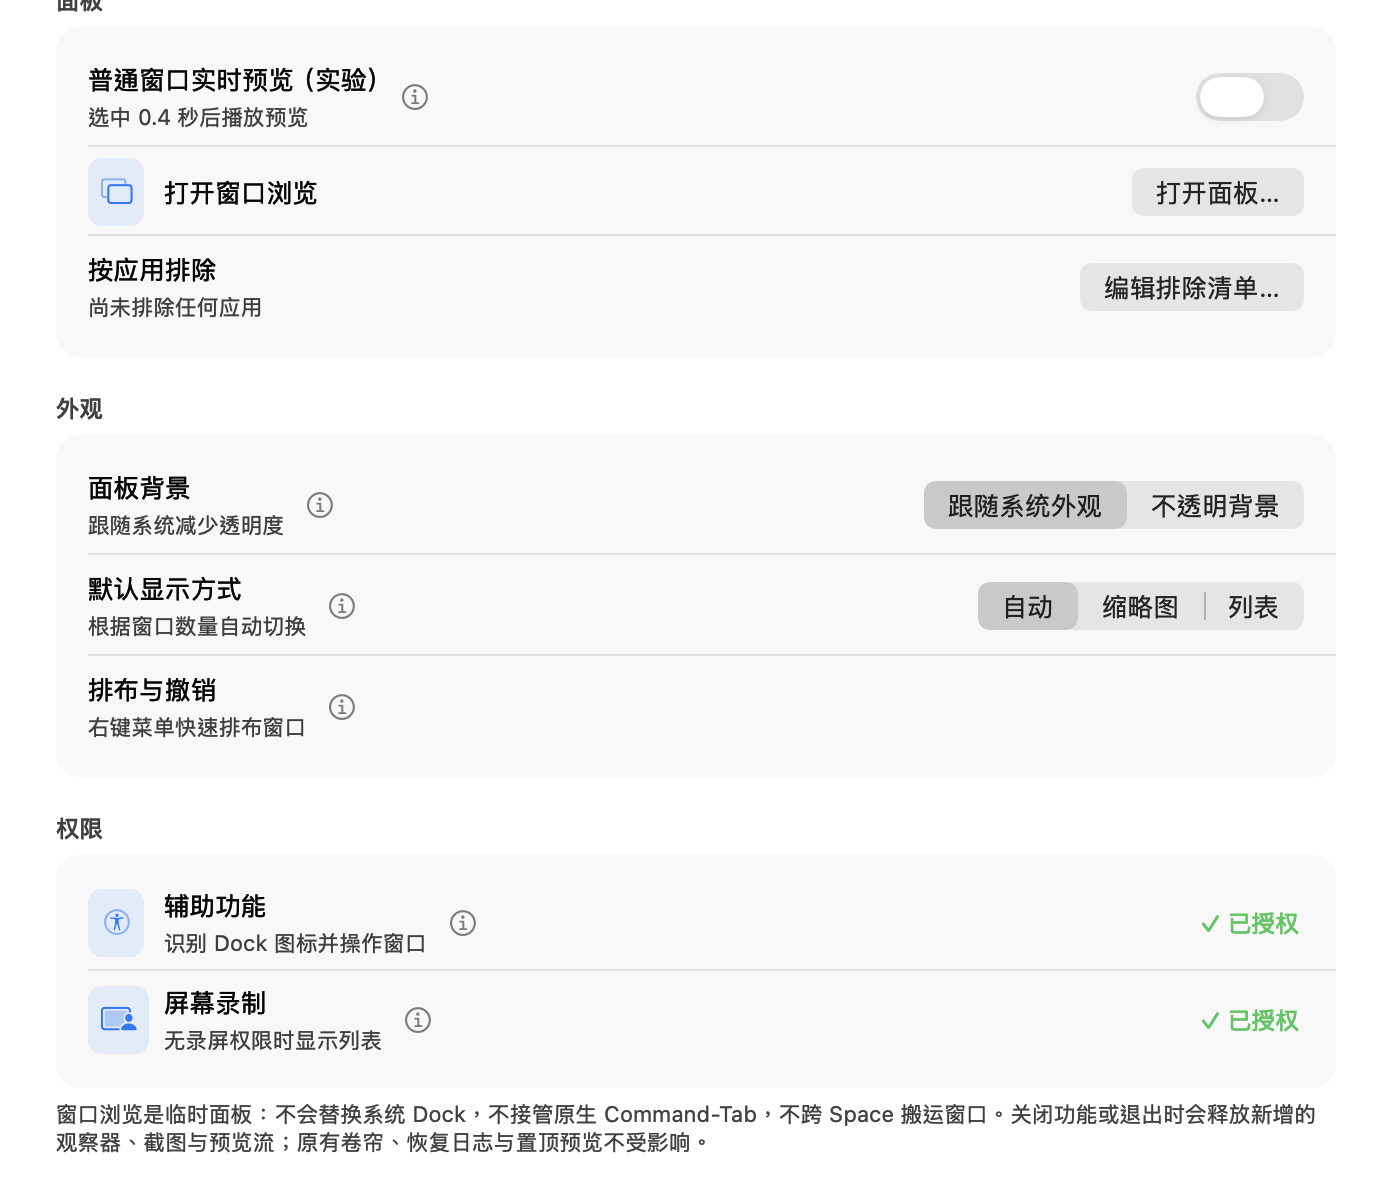 面板
普通窗口实时预览（实验）
选中 0.4 秒后播放预览
打开窗口浏览
打开面板...
按应用排除
尚未排除任何应用
编辑排除清单...
外观
面板背景
跟随系统减少透明度
跟随系统外观
不透明背景
默认显示方式
根据窗口数量自动切换
自动
缩略图
列表
排布与撤销
右键菜单快速排布窗口
权限
辅助功能
识别 Dock 图标并操作窗口
✓ 已授权
屏幕录制
无录屏权限时显示列表
✓ 已授权
窗口浏览是临时面板：不会替换系统 Dock，不接管原生 Command-Tab，不跨 Space 搬运窗口。关闭功能或退出时会释放新增的
观察器、截图与预览流；原有卷帘、恢复日志与置顶预览不受影响。